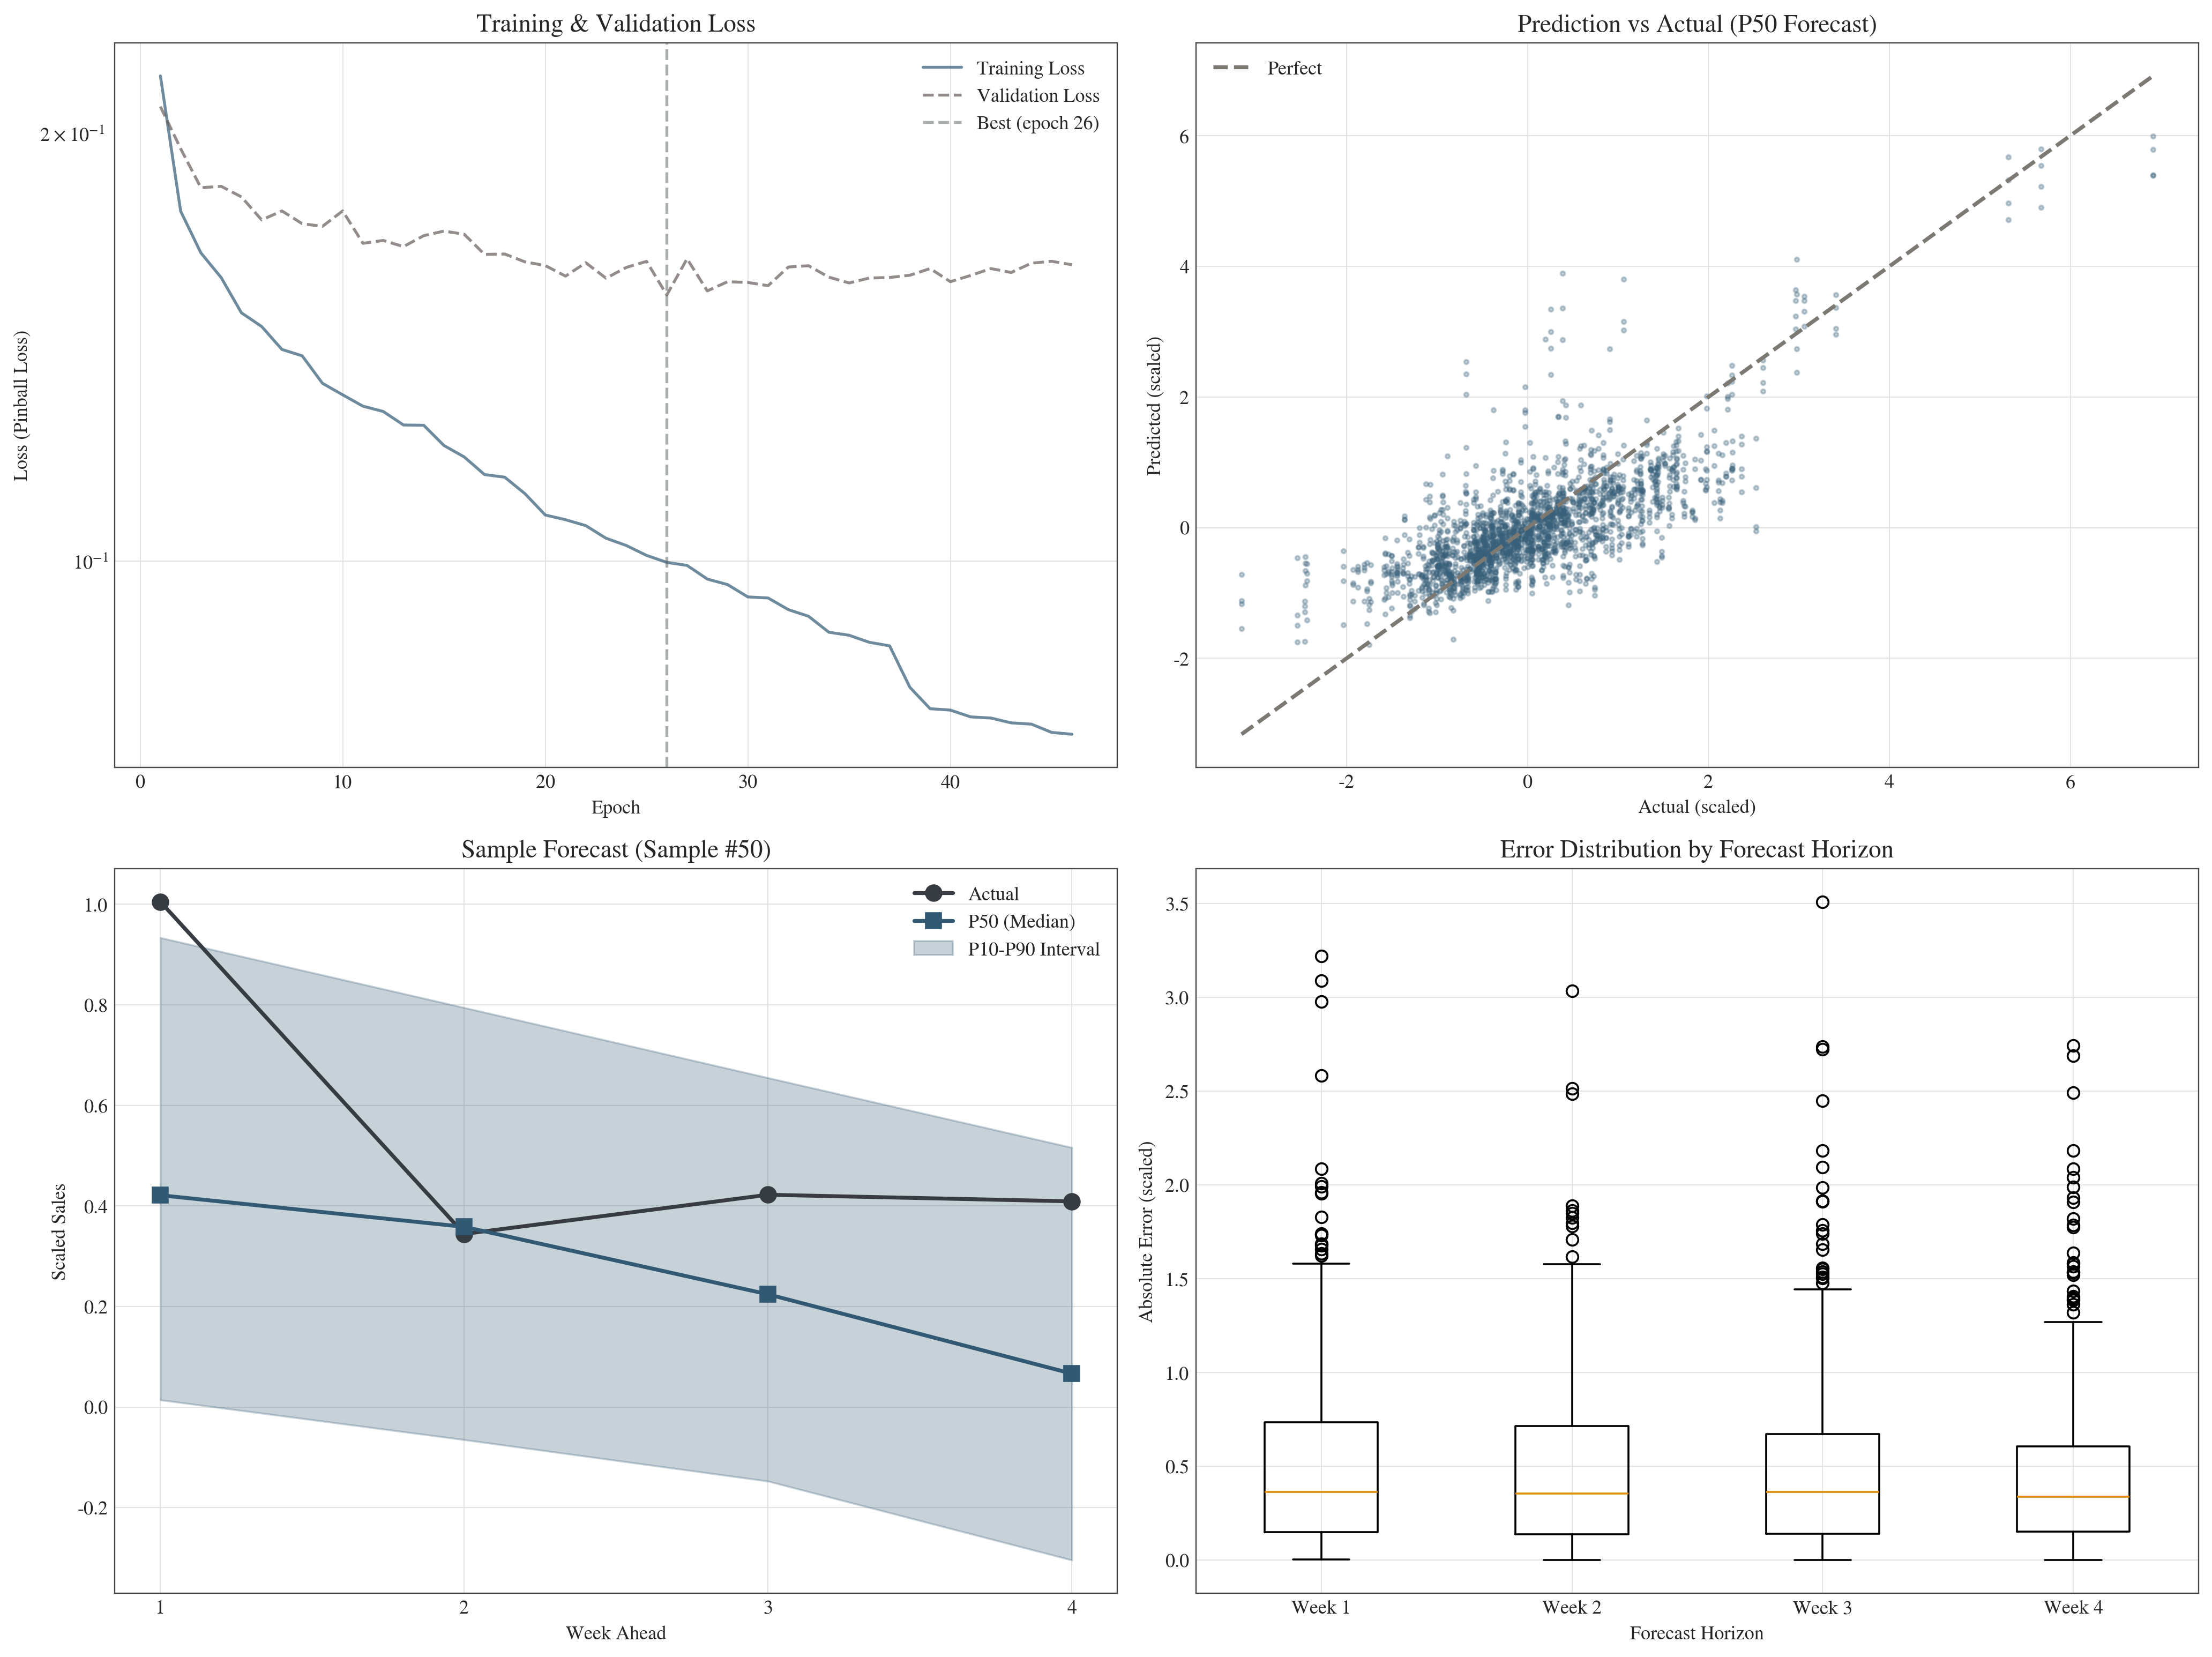 Training & Validation Loss
Loss (Pinball Loss)
2 × 10⁻¹
10⁻¹
Training Loss
Validation Loss
Best (epoch 26)
0 10 20 30 40
Epoch
Prediction vs Actual (P50 Forecast)
Predicted (scaled)
Perfect
6
4
2
0
-2
-2 0 2 4 6
Actual (scaled)
Sample Forecast (Sample #50)
Scaled Sales
Actual
P50 (Median)
P10-P90 Interval
1.0
0.8
0.6
0.4
0.2
0.0
-0.2
1 2 3 4
Week Ahead
Error Distribution by Forecast Horizon
Absolute Error (scaled)
3.5
3.0
2.5
2.0
1.5
1.0
0.5
0.0
Week 1 Week 2 Week 3 Week 4
Forecast Horizon